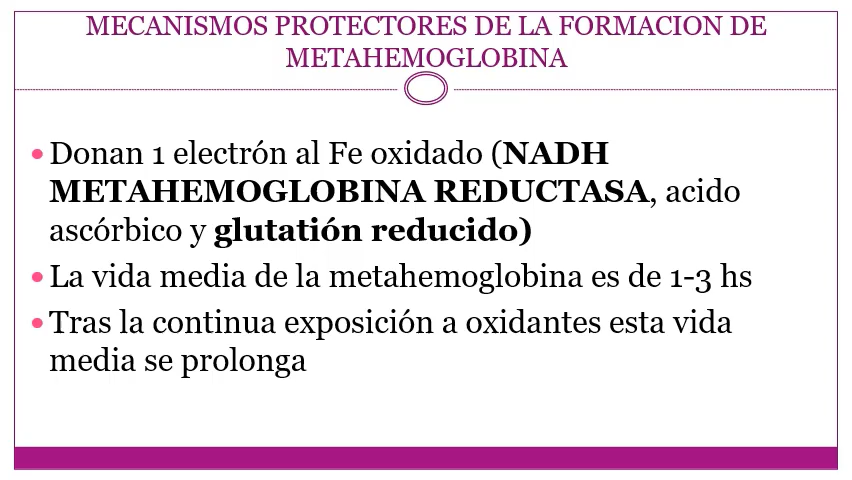 MECANISMOS PROTECTORES DE LA FORMACION DE
METAHEMOGLOBINA
• Donan 1 electrón al Fe oxidado (NADH
METAHEMOGLOBINA REDUCTASA, acido
ascórbico y glutatión reducido)
• La vida media de la metahemoglobina es de 1-3 hs
• Tras la continua exposición a oxidantes esta vida
media se prolonga